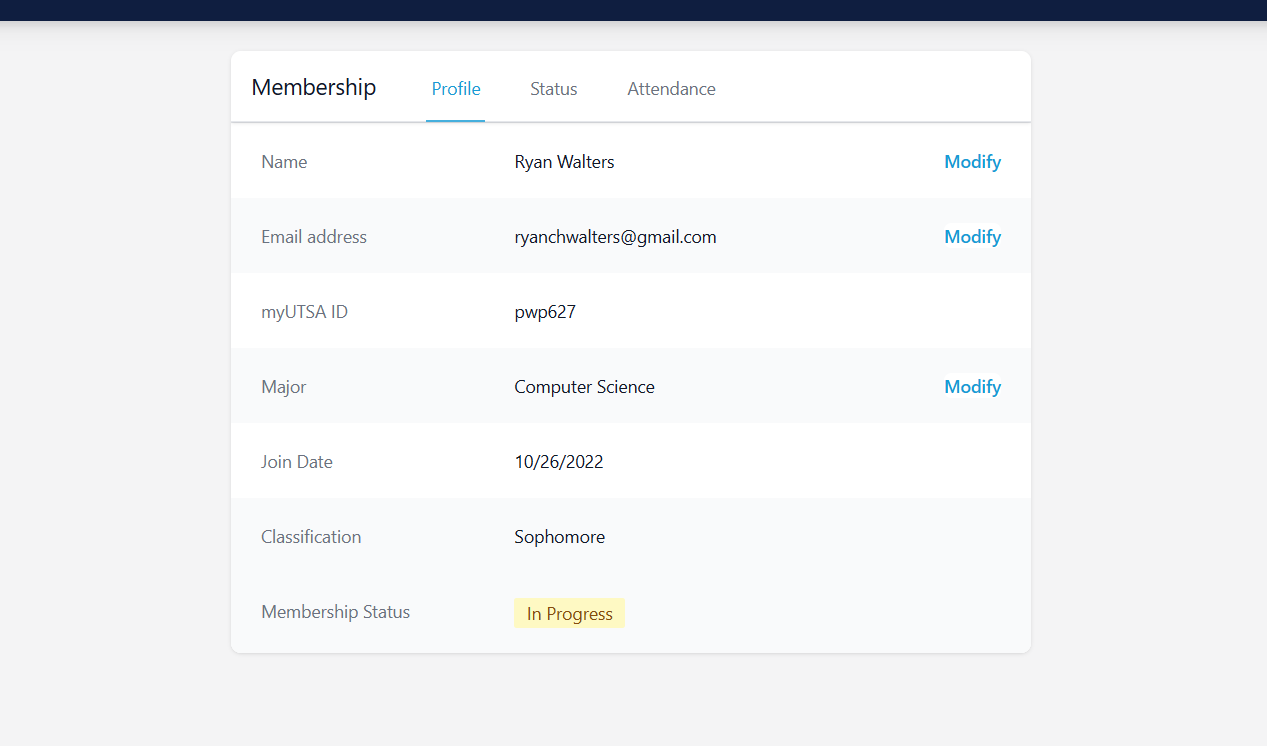 Membership Profile Status Attendance
Name Ryan Walters Modify
Email address ryanchwalters@gmail.com Modify
myUTSA ID pwp627
Major Computer Science Modify
Join Date 10/26/2022
Classification Sophomore
Membership Status In Progress